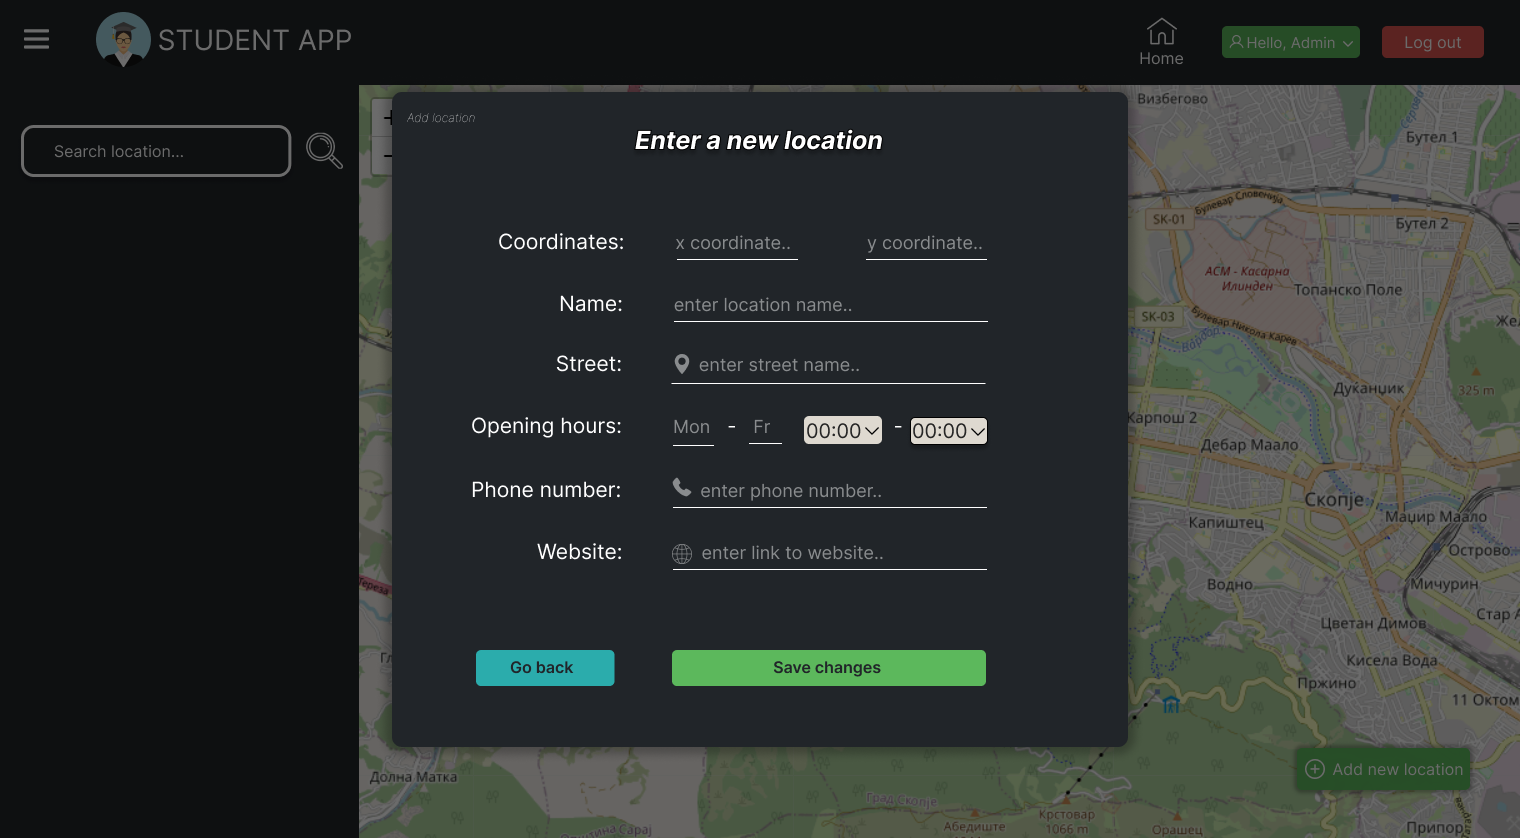 STUDENT APP
Home
Hello, Admin
Log out
Search location...
Add location
Enter a new location
Coordinates:
x coordinate..
y coordinate..
Name:
enter location name..
Street:
enter street name..
Opening hours:
Mon - Fr 00:00 - 00:00
Phone number:
enter phone number..
Website:
enter link to website..
Go back
Save changes
Add new location
+
−
Визбегово
Бутел 1
Булевар Словенија
SK-01
Бутел 2
АСМ - Касарна
Илинден
Топанско Поле
SK-03
Булевар Никола Карев
Вардар
Же
Дуќанџик
325 m
Карпош 2
Дебар Маало
Скопје
Капиштец
Маџир Маало
Острово
Водно
Мичурин
Стар А
Цветан Димов
Кисела Вода
Пржино
11 Октом
Долна Матка
Град Скопје
Општина Сарај
Абедиште
Крстовар
1066 m
Орашец
Припор
Тереза
Гл